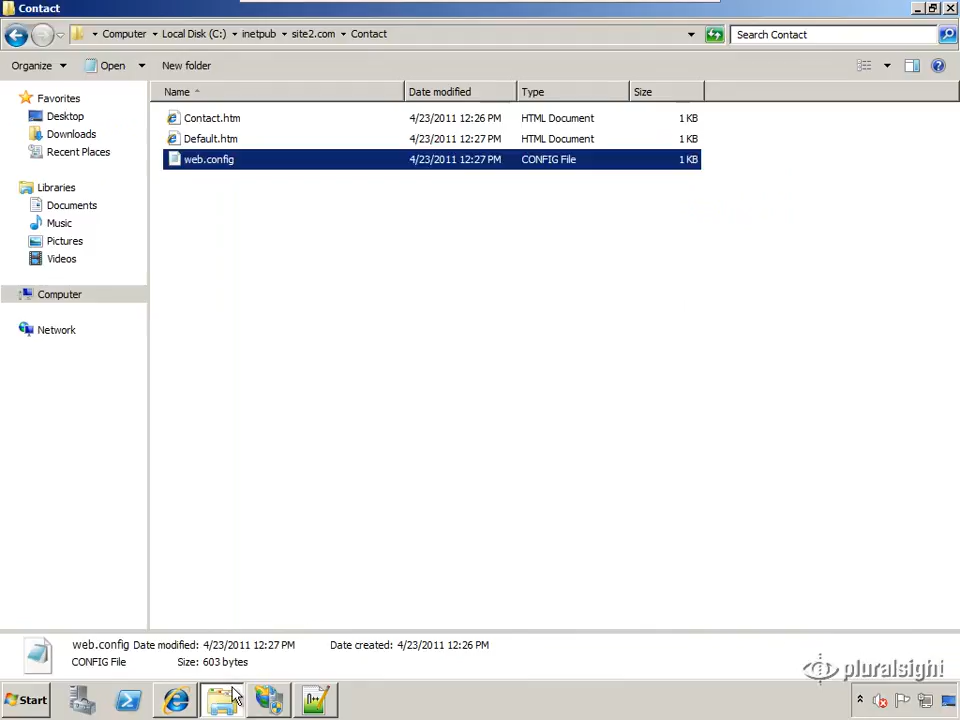 Contact
Computer Local Disk (C:) inetpub site2.com Contact
Search Contact
Organize Open New folder
Name Date modified Type Size
Favorites
Desktop
Downloads
Recent Places
Libraries
Documents
Music
Pictures
Videos
Computer
Network
Contact.htm 4/23/2011 12:26 PM HTML Document 1 KB
Default.htm 4/23/2011 12:27 PM HTML Document 1 KB
web.config 4/23/2011 12:27 PM CONFIG File 1 KB
web.config Date modified: 4/23/2011 12:27 PM Date created: 4/23/2011 12:26 PM
CONFIG File Size: 603 bytes
pluralsight
Start